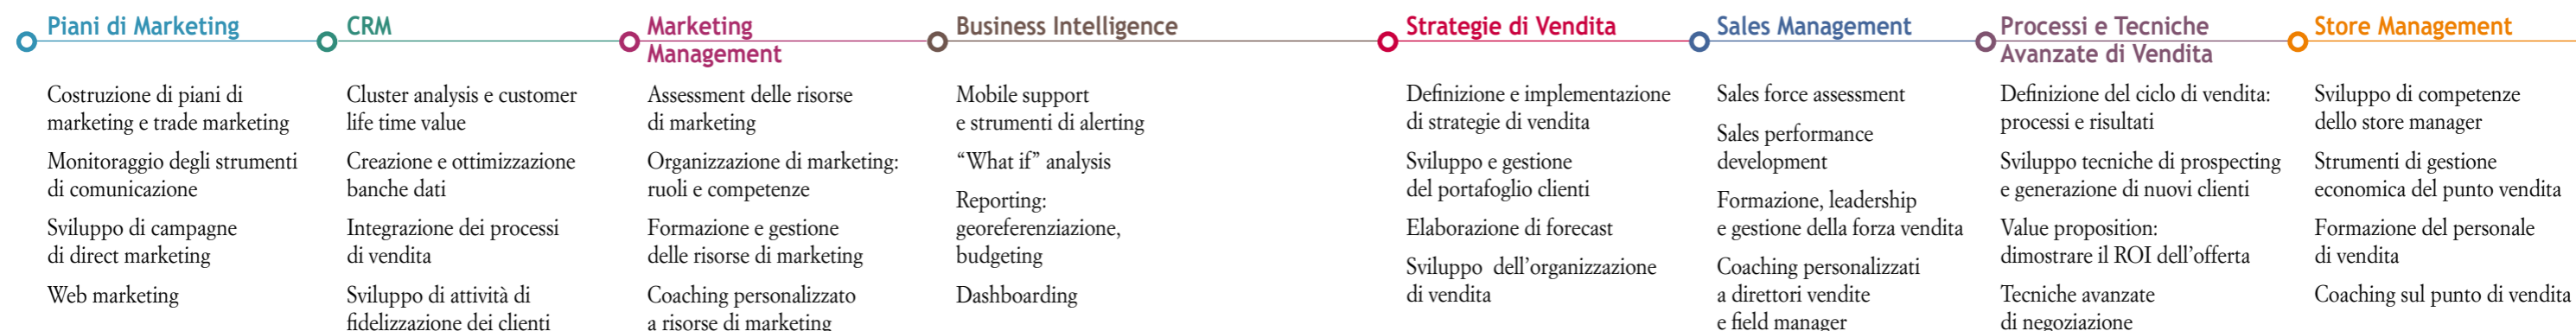 Piani di Marketing
Costruzione di piani di
marketing e trade marketing
Monitoraggio degli strumenti
di comunicazione
Sviluppo di campagne
di direct marketing
Web marketing
CRM
Cluster analysis e customer
life time value
Creazione e ottimizzazione
banche dati
Integrazione dei processi
di vendita
Sviluppo di attività di
fidelizzazione dei clienti
Marketing
Management
Assessment delle risorse
di marketing
Organizzazione di marketing:
ruoli e competenze
Formazione e gestione
delle risorse di marketing
Coaching personalizzato
a risorse di marketing
Business Intelligence
Mobile support
e strumenti di alerting
“What if” analysis
Reporting:
georeferenziazione,
budgeting
Dashboarding
Strategie di Vendita
Definizione e implementazione
di strategie di vendita
Sviluppo e gestione
del portafoglio clienti
Elaborazione di forecast
Sviluppo dell’organizzazione
di vendita
Sales Management
Sales force assessment
Sales performance
development
Formazione, leadership
e gestione della forza vendita
Coaching personalizzati
a direttori vendite
e field manager
Processi e Tecniche
Avanzate di Vendita
Definizione del ciclo di vendita:
processi e risultati
Sviluppo tecniche di prospecting
e generazione di nuovi clienti
Value proposition:
dimostrare il ROI dell’offerta
Tecniche avanzate
di negoziazione
Store Management
Sviluppo di competenze
dello store manager
Strumenti di gestione
economica del punto vendita
Formazione del personale
di vendita
Coaching sul punto di vendita